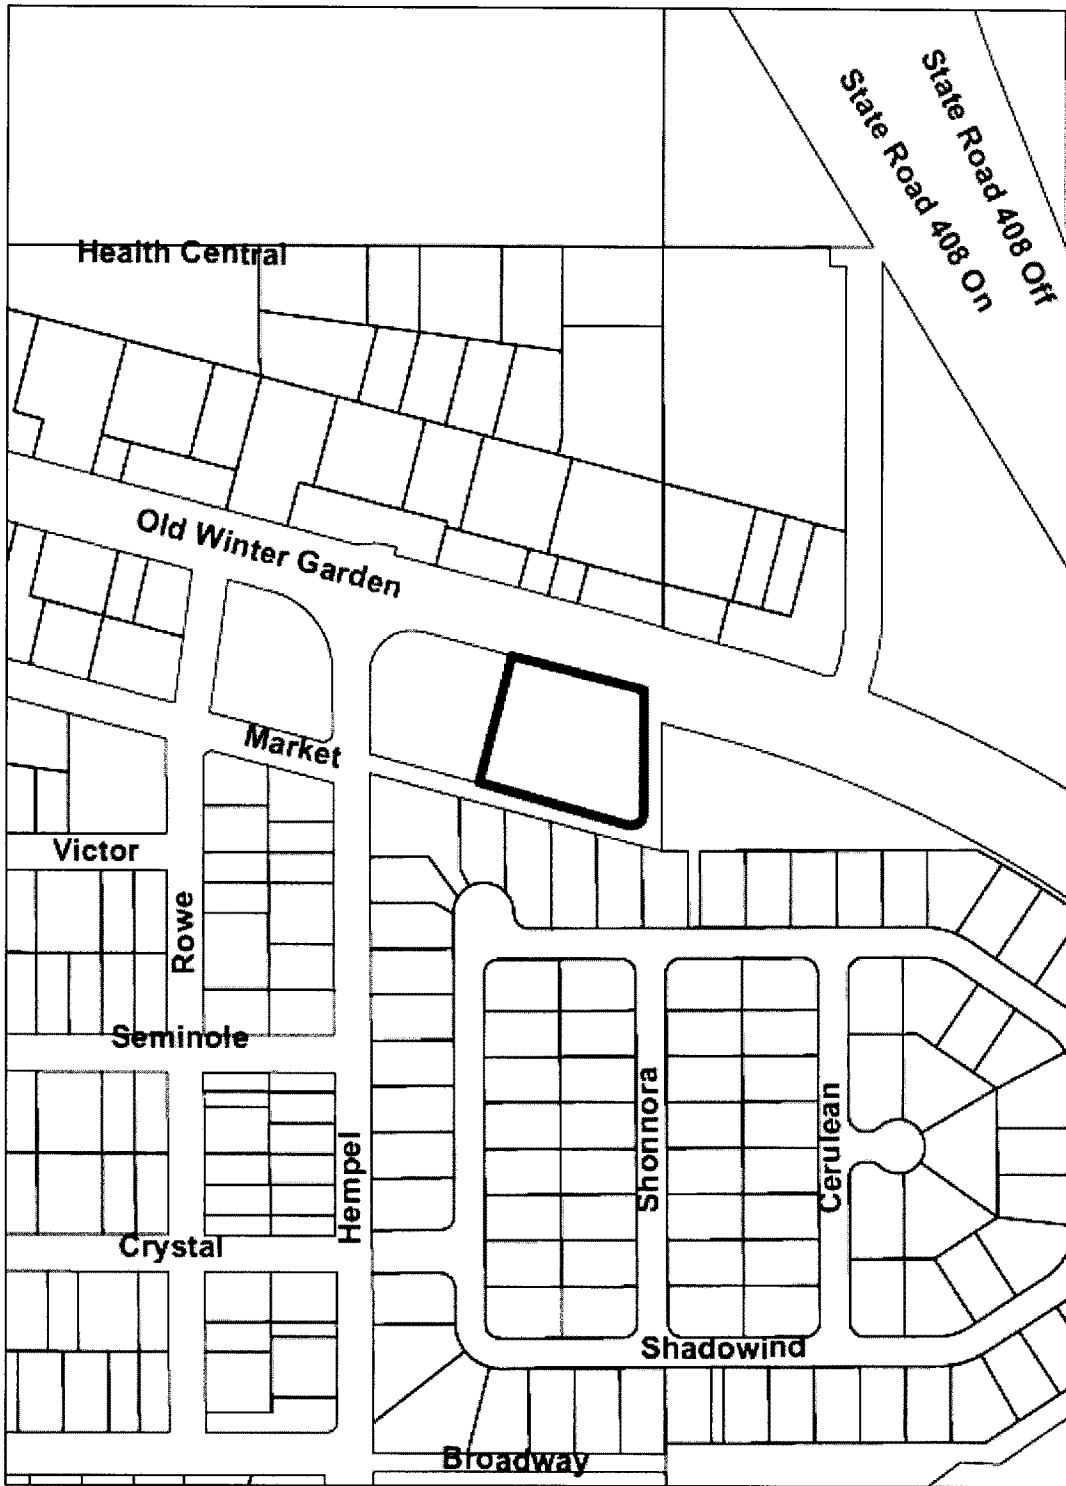 State Road 408 Off
State Road 408 On
Health Central
Old Winter Garden
Market
Victor
Rowe
Seminole
Shonnora
Cerulean
Hempel
Crystal
Shadowind
Broadway